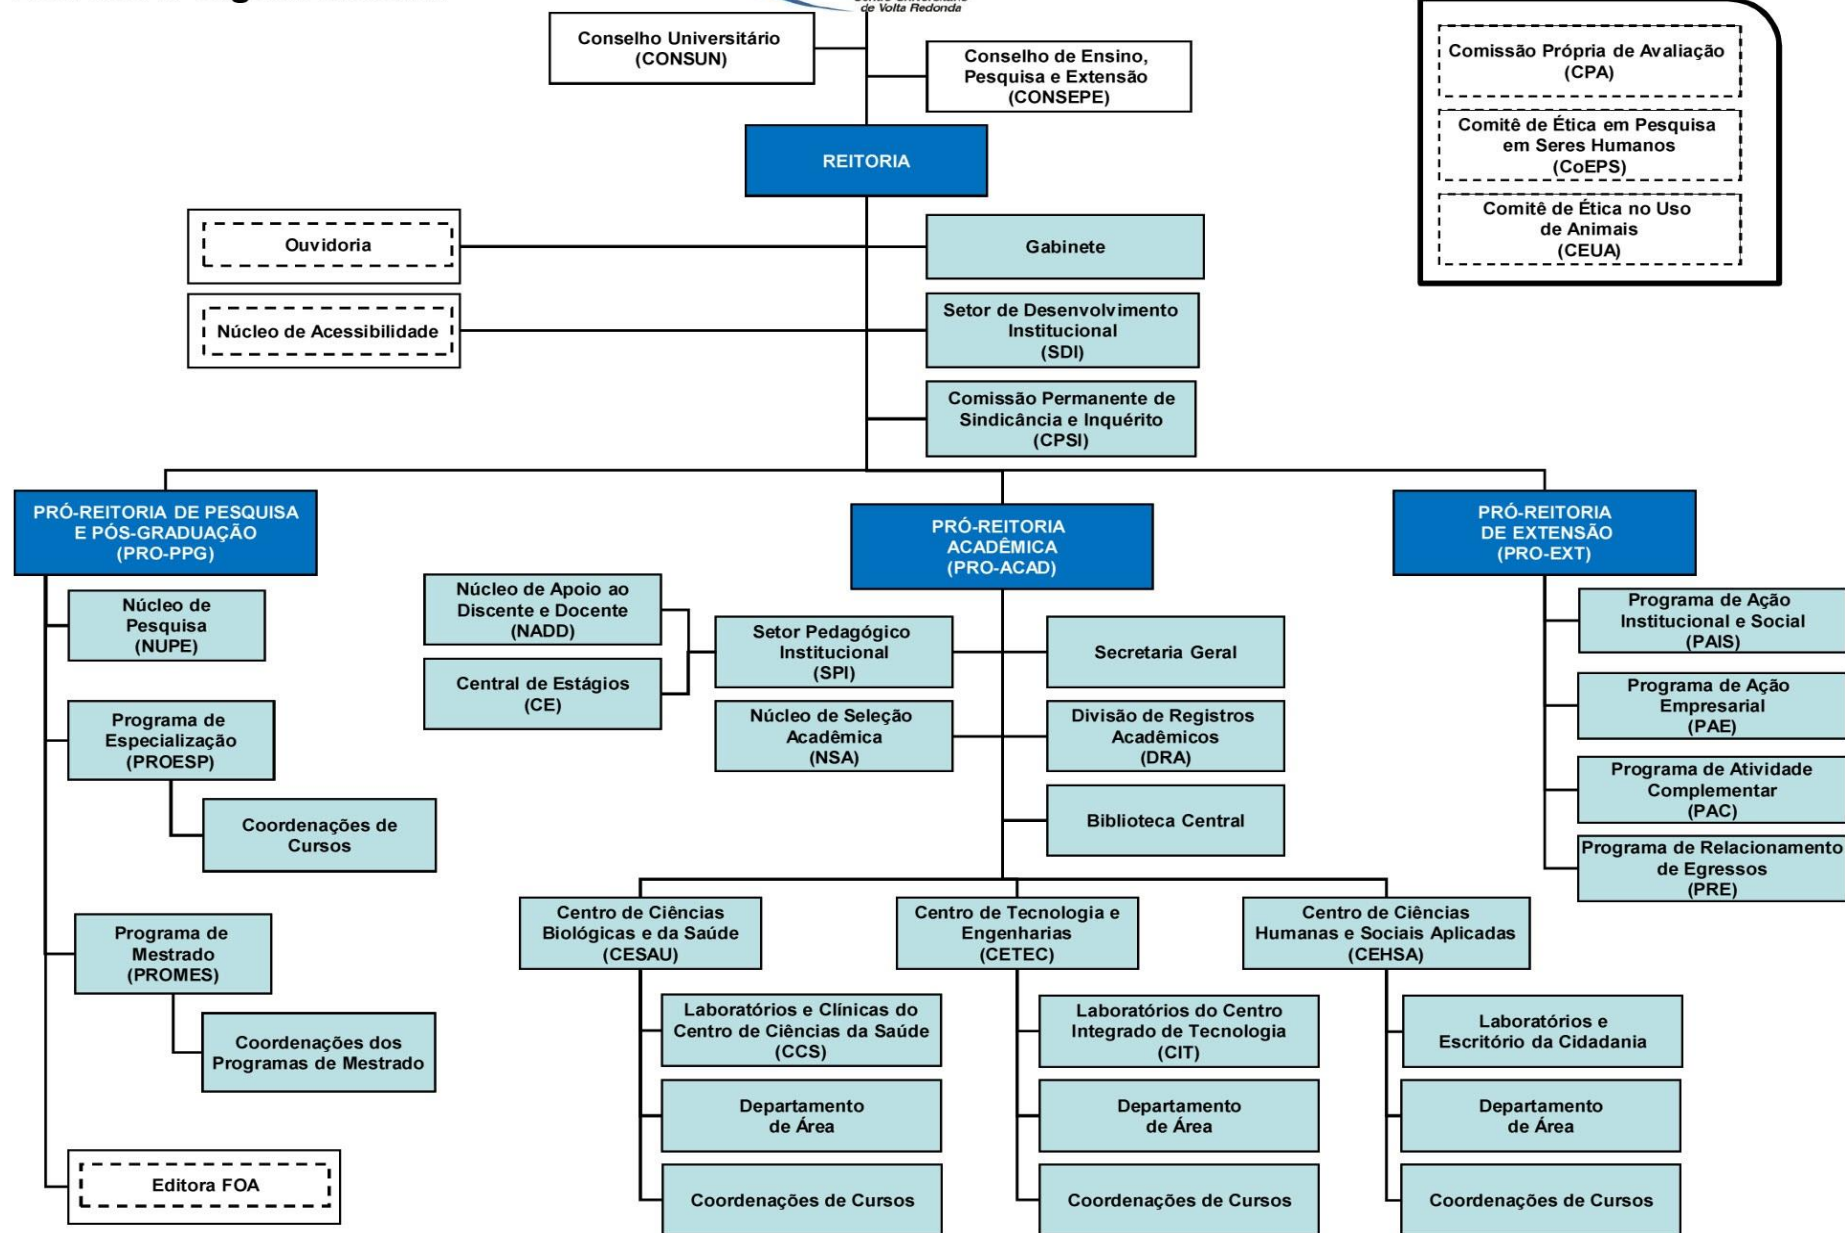 de Volta Redonda
Conselho Universitário
(CONSUN)
Conselho de Ensino,
Pesquisa e Extensão
(CONSEPE)
Comissão Própria de Avaliação
(CPA)
Comitê de Ética em Pesquisa
em Seres Humanos
(CoEPS)
Comitê de Ética no Uso
de Animais
(CEUA)
REITORIA
Ouvidoria
Gabinete
Núcleo de Acessibilidade
Setor de Desenvolvimento
Institucional
(SDI)
Comissão Permanente de
Sindicância e Inquérito
(CPSI)
PRÓ-REITORIA DE PESQUISA
E PÓS-GRADUAÇÃO
(PRO-PPG)
PRÓ-REITORIA
ACADÊMICA
(PRO-ACAD)
PRÓ-REITORIA
DE EXTENSÃO
(PRO-EXT)
Núcleo de
Pesquisa
(NUPE)
Programa de
Especialização
(PROESP)
Coordenações de
Cursos
Programa de
Mestrado
(PROMES)
Coordenações dos
Programas de Mestrado
Editora FOA
Núcleo de Apoio ao
Discente e Docente
(NADD)
Central de Estágios
(CE)
Setor Pedagógico
Institucional
(SPI)
Secretaria Geral
Núcleo de Seleção
Acadêmica
(NSA)
Divisão de Registros
Acadêmicos
(DRA)
Biblioteca Central
Programa de Ação
Institucional e Social
(PAIS)
Programa de Ação
Empresarial
(PAE)
Programa de Atividade
Complementar
(PAC)
Programa de Relacionamento
de Egressos
(PRE)
Centro de Ciências
Biológicas e da Saúde
(CESAU)
Laboratórios e Clínicas do
Centro de Ciências da Saúde
(CCS)
Departamento
de Área
Coordenações de Cursos
Centro de Tecnologia e
Engenharias
(CETEC)
Laboratórios do Centro
Integrado de Tecnologia
(CIT)
Departamento
de Área
Coordenações de Cursos
Centro de Ciências
Humanas e Sociais Aplicadas
(CEHSA)
Laboratórios e
Escritório da Cidadania
Departamento
de Área
Coordenações de Cursos